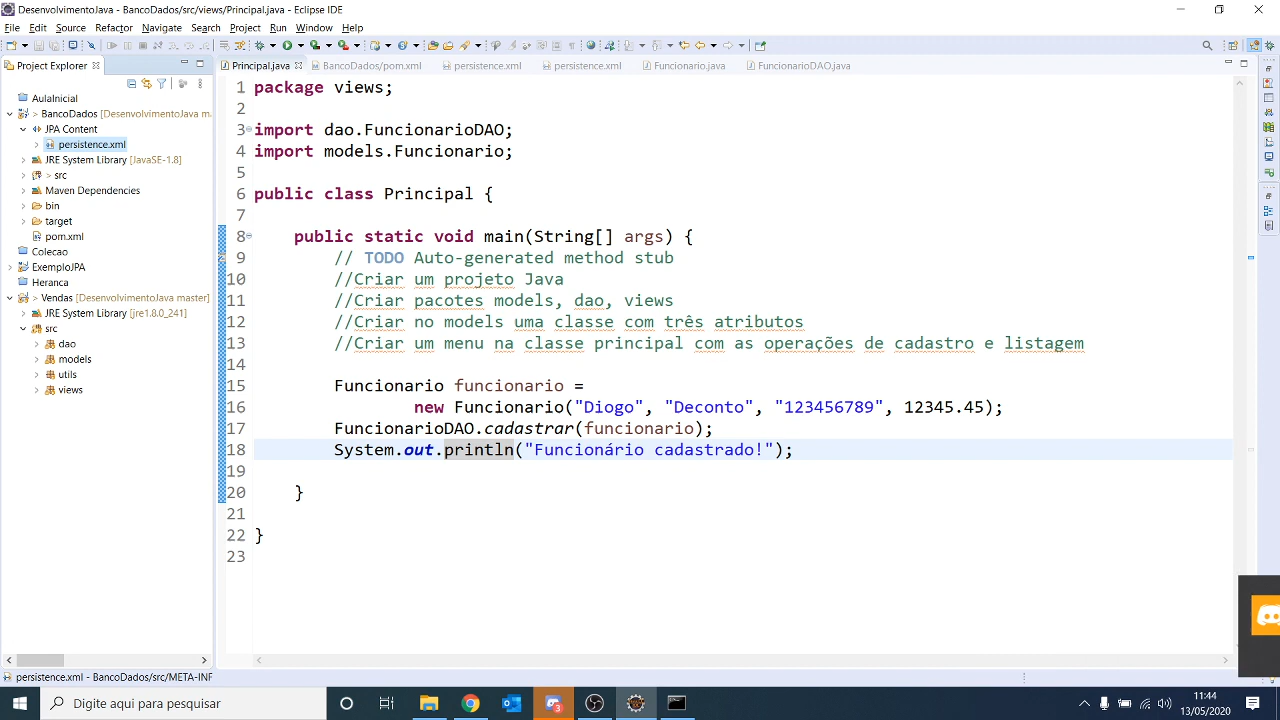 DesenvolvimentoJava - BancoDados/src/views/Principal.java - Eclipse IDE
File Edit Source Refactor Navigate Search Project Run Window Help
Project Explorer
Principal.java BancoDados/pom.xml persistence.xml persistence.xml Funcionario.java FuncionarioDAO.java
AulaInicial
> BancoDados [DesenvolvimentoJava ma
JPA Content
persistence.xml
JRE System Library [JavaSE-1.8]
> src
Maven Dependencies
bin
target
pom.xml
Colecao
ExemploJPA
Heranca
> Vendas [DesenvolvimentoJava master]
JRE System Library [jre1.8.0_241]
src
dao
models
utils
views
1 package views;
2
3 import dao.FuncionarioDAO;
4 import models.Funcionario;
5
6 public class Principal {
7
8 public static void main(String[] args) {
9 // TODO Auto-generated method stub
10 //Criar um projeto Java
11 //Criar pacotes models, dao, views
12 //Criar no models uma classe com três atributos
13 //Criar um menu na classe principal com as operações de cadastro e listagem
14
15 Funcionario funcionario =
16 new Funcionario("Diogo", "Deconto", "123456789", 12345.45);
17 FuncionarioDAO.cadastrar(funcionario);
18 System.out.println("Funcionário cadastrado!");
19
20 }
21
22 }
23
persistence.xml - BancoDados/src/META-INF
Digite aqui para pesquisar
11:44
13/05/2020